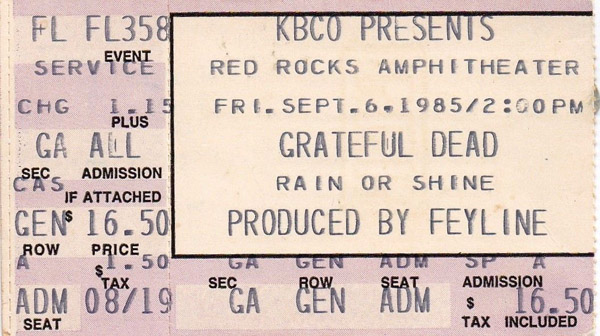 FL FL358 KBCO PRESENTS
EVENT
SERVICE RED ROCKS AMPHITHEATER
CHG 1.15 FRI.SEPT.6,1985/2:00PM
PLUS
GA ALL GRATEFUL DEAD
SEC ADMISSION
CAS RAIN OR SHINE
IF ATTACHED
GEN $ 16.50 PRODUCED BY FEYLINE
ROW PRICE
A 1.50 GA GEN ADM SP A
$ TAX SEC ROW SEAT ADMISSION
ADM 08/19 GA GEN ADM $ 16.50
SEAT TAX INCLUDED